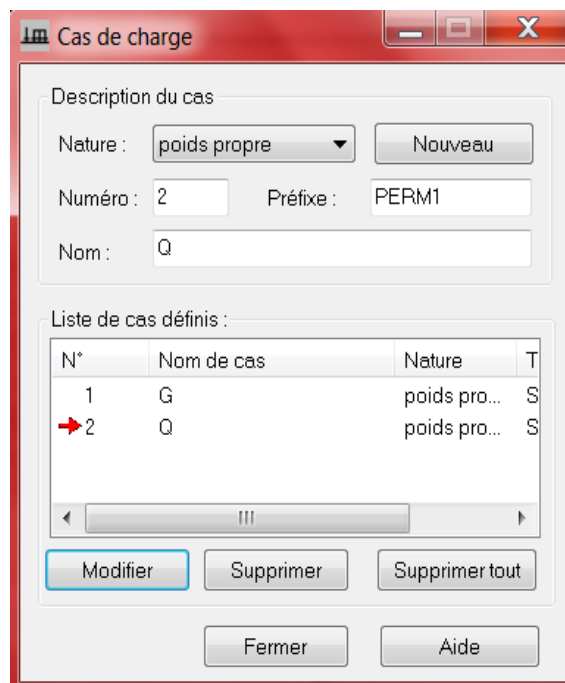 Cas de charge
Description du cas
Nature : poids propre Nouveau
Numéro : 2 Préfixe : PERM1
Nom : Q
Liste de cas définis :
N° Nom de cas Nature T
1 G poids pro... S
2 Q poids pro... S
Modifier Supprimer Supprimer tout
Fermer Aide